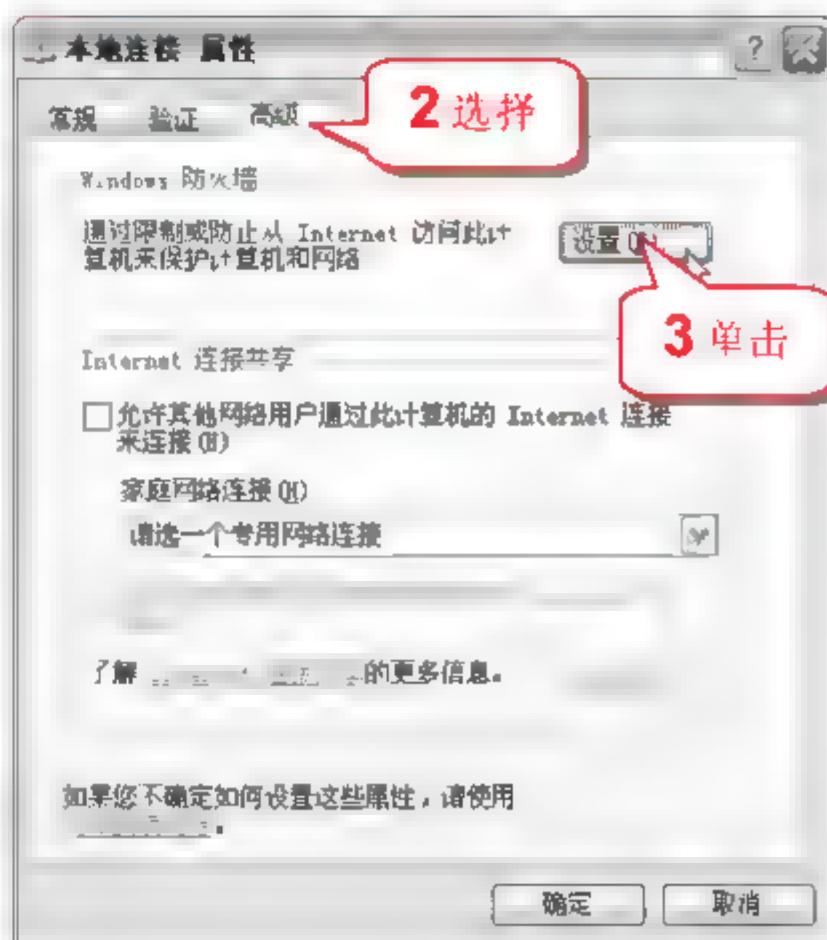 本地连接 属性
常规 验证 高级
2 选择
Windows 防火墙
通过限制或防止从 Internet 访问此计
算机来保护计算机和网络
设置
3 单击
Internet 连接共享
允许其他网络用户通过此计算机的 Internet 连接
来连接(N)
家庭网络连接(H)
请选一个专用网络连接
了解
的更多信息。
如果您不确定如何设置这些属性，请使用
。
确定 取消